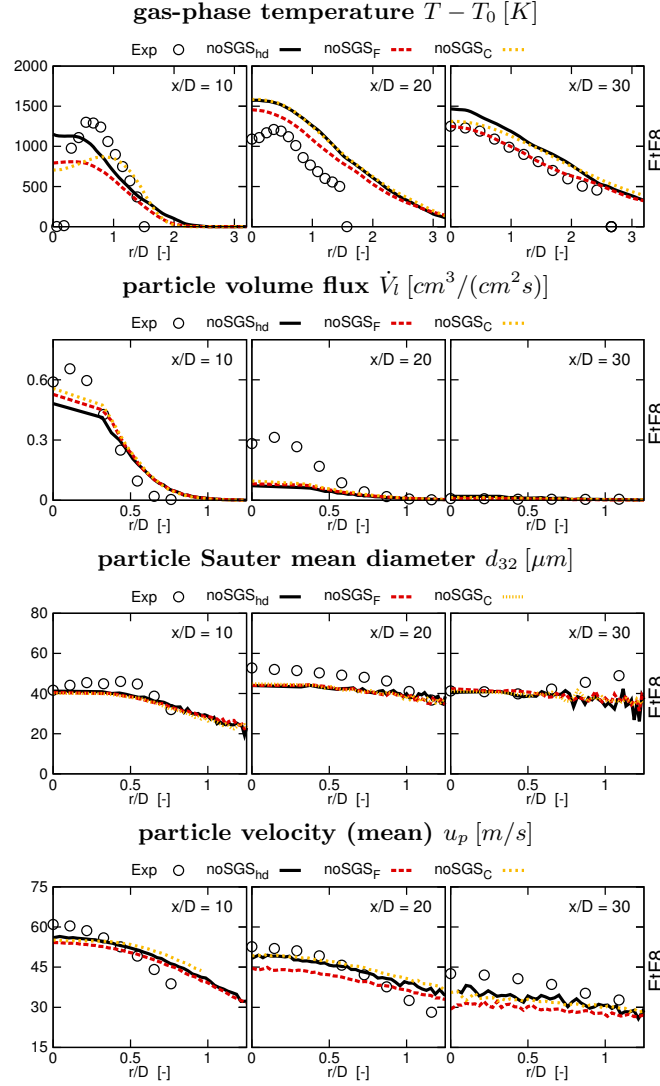 gas-phase temperature T − T0 [K]
Exp noSGShd noSGSF noSGSC
2000
1500
1000
500
0
x/D = 10
x/D = 20
x/D = 30
EtF8
0 1 2 3 0 1 2 3 0 1 2 3
r/D [-] r/D [-] r/D [-]
particle volume flux V̇l [cm³/(cm²s)]
Exp noSGShd noSGSF noSGSC
0.6
0.3
0
x/D = 10
x/D = 20
x/D = 30
EtF8
0 0.5 1 0 0.5 1 0 0.5 1
r/D [-] r/D [-] r/D [-]
particle Sauter mean diameter d32 [μm]
Exp noSGShd noSGSF noSGSC
80
60
40
20
0
x/D = 10
x/D = 20
x/D = 30
EtF8
0 0.5 1 0 0.5 1 0 0.5 1
r/D [-] r/D [-] r/D [-]
particle velocity (mean) up [m/s]
Exp noSGShd noSGSF noSGSC
75
60
45
30
15
x/D = 10
x/D = 20
x/D = 30
EtF8
0 0.5 1 0 0.5 1 0 0.5 1
r/D [-] r/D [-] r/D [-]